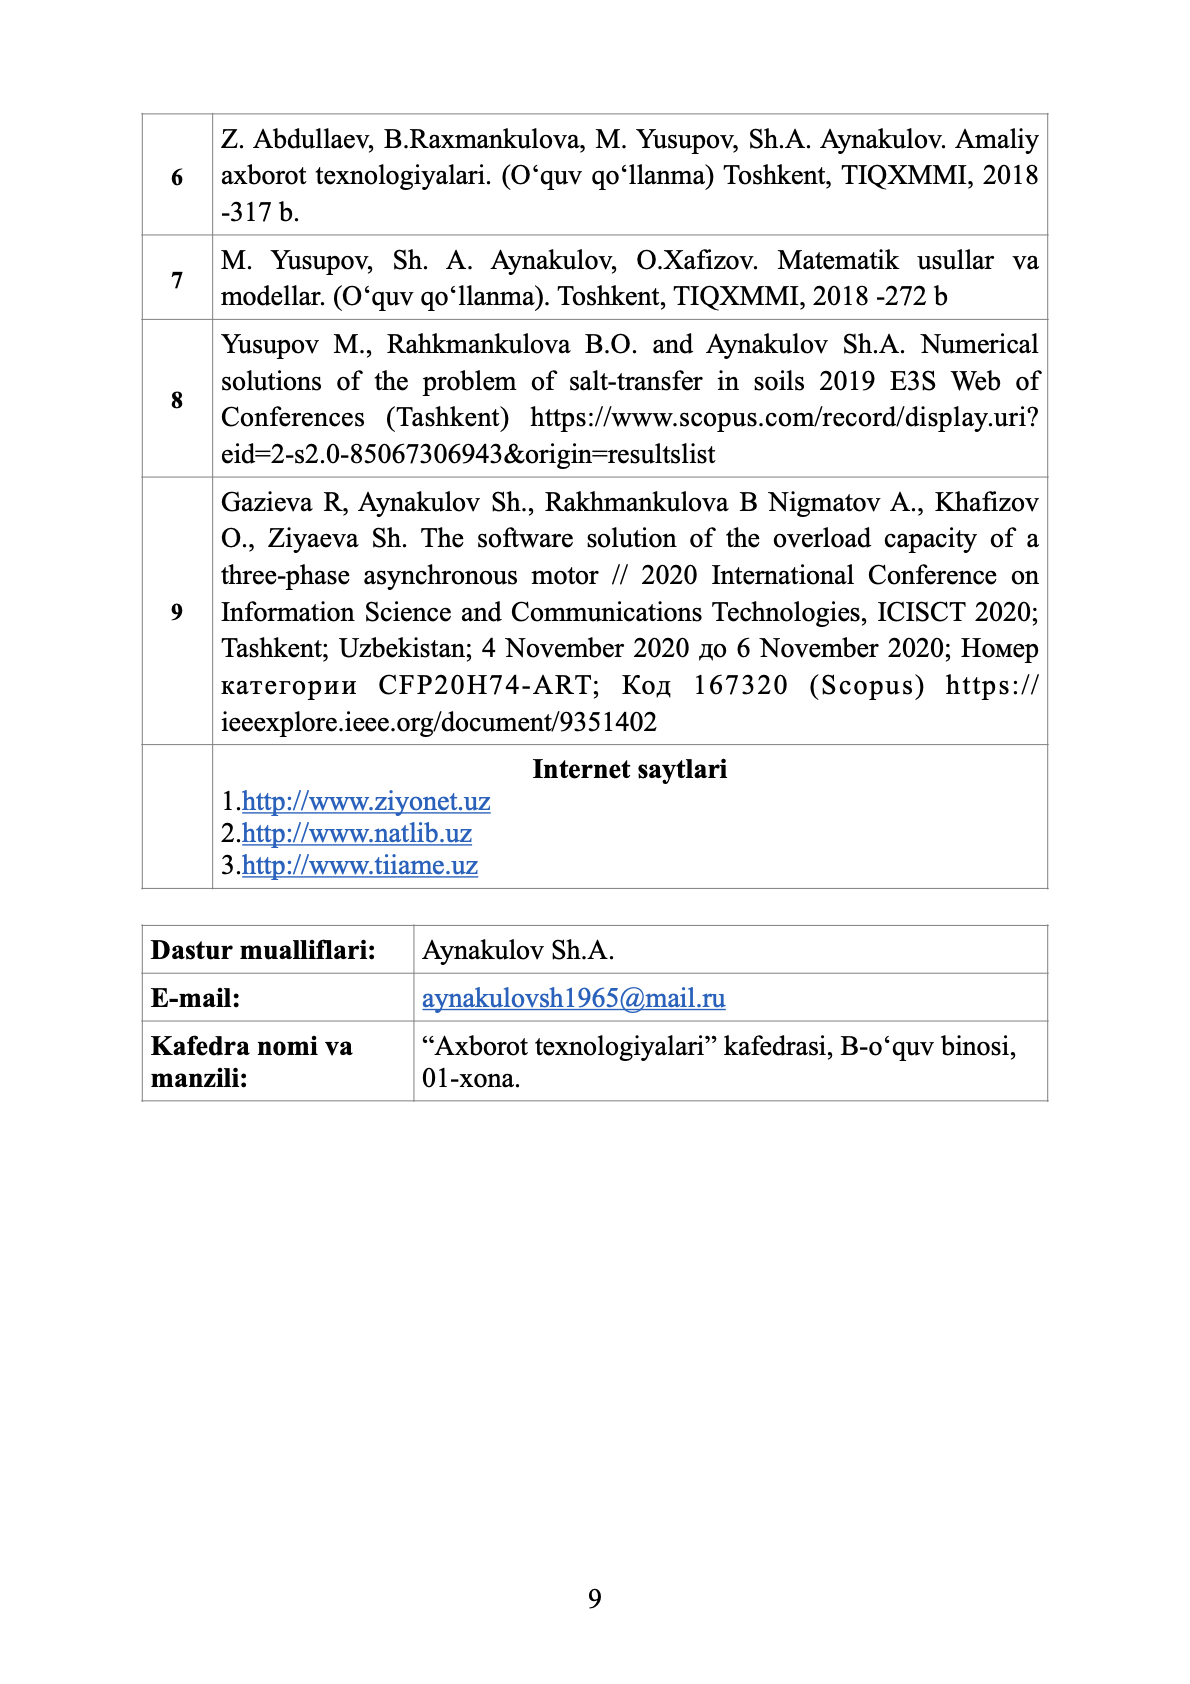 6
Z. Abdullaev, B.Raxmankulova, M. Yusupov, Sh.A. Aynakulov. Amaliy
axborot texnologiyalari. (O‘quv qo‘llanma) Toshkent, TIQXMMI, 2018
-317 b.
7
M. Yusupov, Sh. A. Aynakulov, O.Xafizov. Matematik usullar va
modellar. (O‘quv qo‘llanma). Toshkent, TIQXMMI, 2018 -272 b
8
Yusupov M., Rahkmankulova B.O. and Aynakulov Sh.A. Numerical
solutions of the problem of salt-transfer in soils 2019 E3S Web of
Conferences (Tashkent) https://www.scopus.com/record/display.uri?
eid=2-s2.0-85067306943&origin=resultslist
9
Gazieva R, Aynakulov Sh., Rakhmankulova B Nigmatov A., Khafizov
O., Ziyaeva Sh. The software solution of the overload capacity of a
three-phase asynchronous motor // 2020 International Conference on
Information Science and Communications Technologies, ICISCT 2020;
Tashkent; Uzbekistan; 4 November 2020 до 6 November 2020; Номер
категории CFP20H74-ART; Код 167320 (Scopus) https://
ieeexplore.ieee.org/document/9351402
Internet saytlari
1.http://www.ziyonet.uz
2.http://www.natlib.uz
3.http://www.tiiame.uz
Dastur mualliflari:
Aynakulov Sh.A.
E-mail:
aynakulovsh1965@mail.ru
Kafedra nomi va
manzili:
“Axborot texnologiyalari” kafedrasi, B-o‘quv binosi,
01-xona.
9